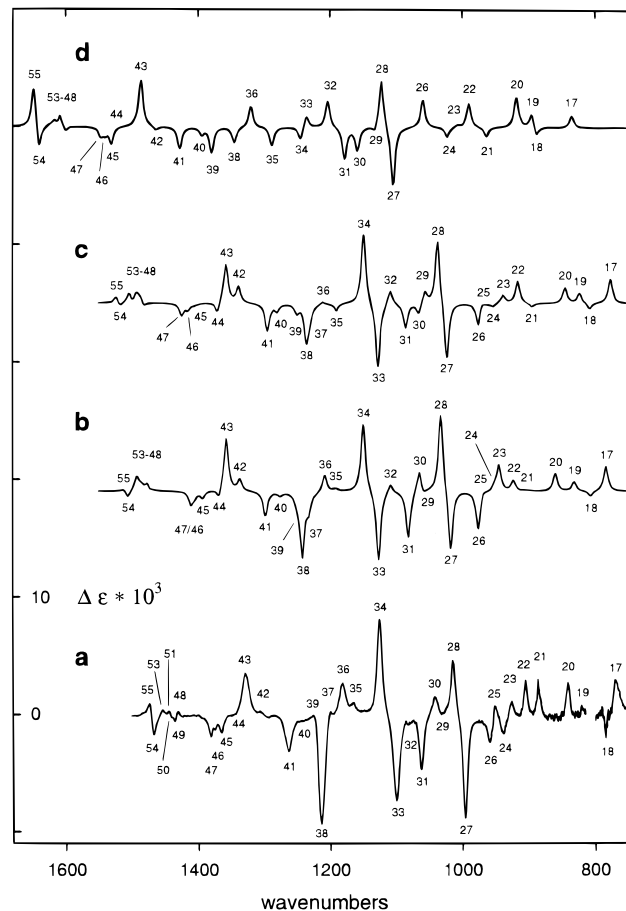 d
55 53-48 44 43 36 33 32 28 26 23 22 20 19 17
54 47 46 45 42 41 40 39 38 35 34 31 30 29 27 24 21 18
c
55 53-48 43 42 36 34 32 29 28 25 23 22 20 19 17
54 47 46 45 44 41 40 39 38 37 35 33 31 30 27 26 24 21 18
b
55 53-48 43 42 36 35 34 32 30 28 24 25 23 22 21 20 19 17
54 47/46 45 44 41 40 39 38 37 33 31 29 27 26 18
10 Δ ε * 10³
a
55 53 51 48 43 42 39 37 36 35 34 30 28 25 23 22 21 20 19 17
0
54 50 49 47 46 45 44 41 40 38 33 32 31 29 27 26 24 18
1600 1400 1200 1000 800
wavenumbers